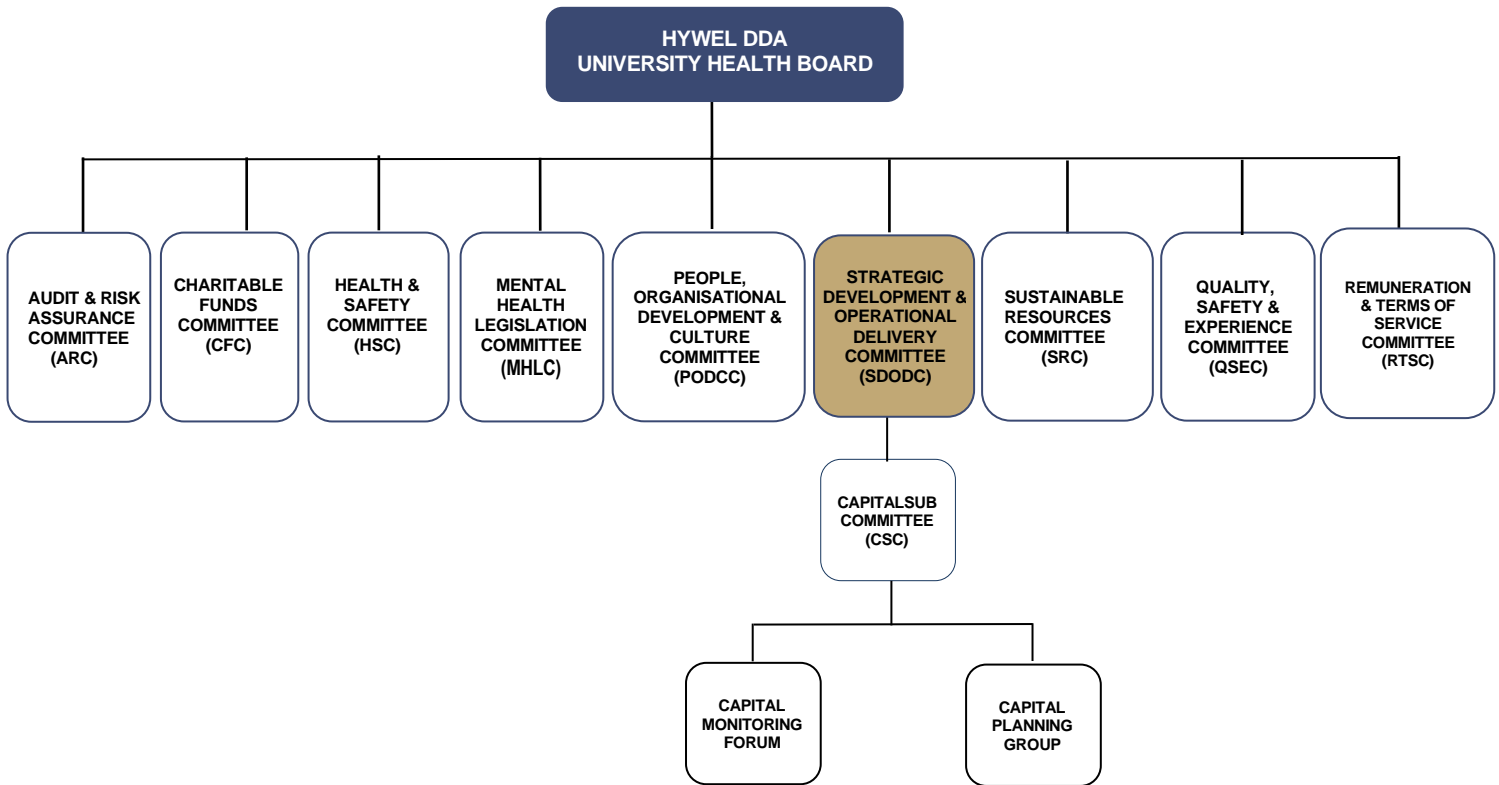 HYWEL DDA
UNIVERSITY HEALTH BOARD
AUDIT & RISK
ASSURANCE
COMMITTEE
(ARC)
CHARITABLE
FUNDS
COMMITTEE
(CFC)
HEALTH &
SAFETY
COMMITTEE
(HSC)
MENTAL
HEALTH
LEGISLATION
COMMITTEE
(MHLC)
PEOPLE,
ORGANISATIONAL
DEVELOPMENT &
CULTURE
COMMITTEE
(PODCC)
STRATEGIC
DEVELOPMENT &
OPERATIONAL
DELIVERY
COMMITTEE
(SDODC)
SUSTAINABLE
RESOURCES
COMMITTEE
(SRC)
QUALITY,
SAFETY &
EXPERIENCE
COMMITTEE
(QSEC)
REMUNERATION
& TERMS OF
SERVICE
COMMITTEE
(RTSC)
CAPITALSUB
COMMITTEE
(CSC)
CAPITAL
MONITORING
FORUM
CAPITAL
PLANNING
GROUP